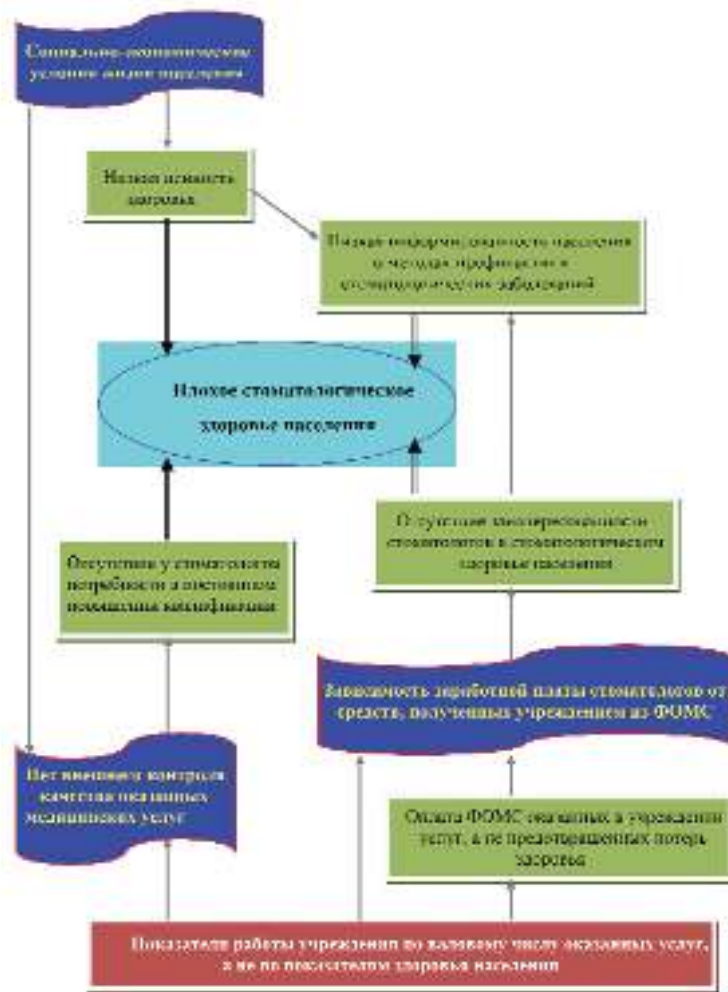 Социально-экономические
условия жизни населения
Низкая ценность
здоровья
Низкая информированность населения
о методах профилактики
стоматологических заболеваний
Плохое стоматологическое
здоровье населения
Отсутствие заинтересованности
стоматологов в стоматологическом
здоровье населения
Отсутствие у стоматологов
потребности в постоянном
повышении квалификации
Зависимость заработной платы стоматологов от
средств, полученных учреждением из ФОМС
Нет внешнего контроля
качества оказанных
медицинских услуг
Оплата ФОМС оказанных в учреждении
услуг, а не предотвращенных потерь
здоровья
Показатели работы учреждения по валовому числу оказанных услуг,
а не по показателям здоровья населения